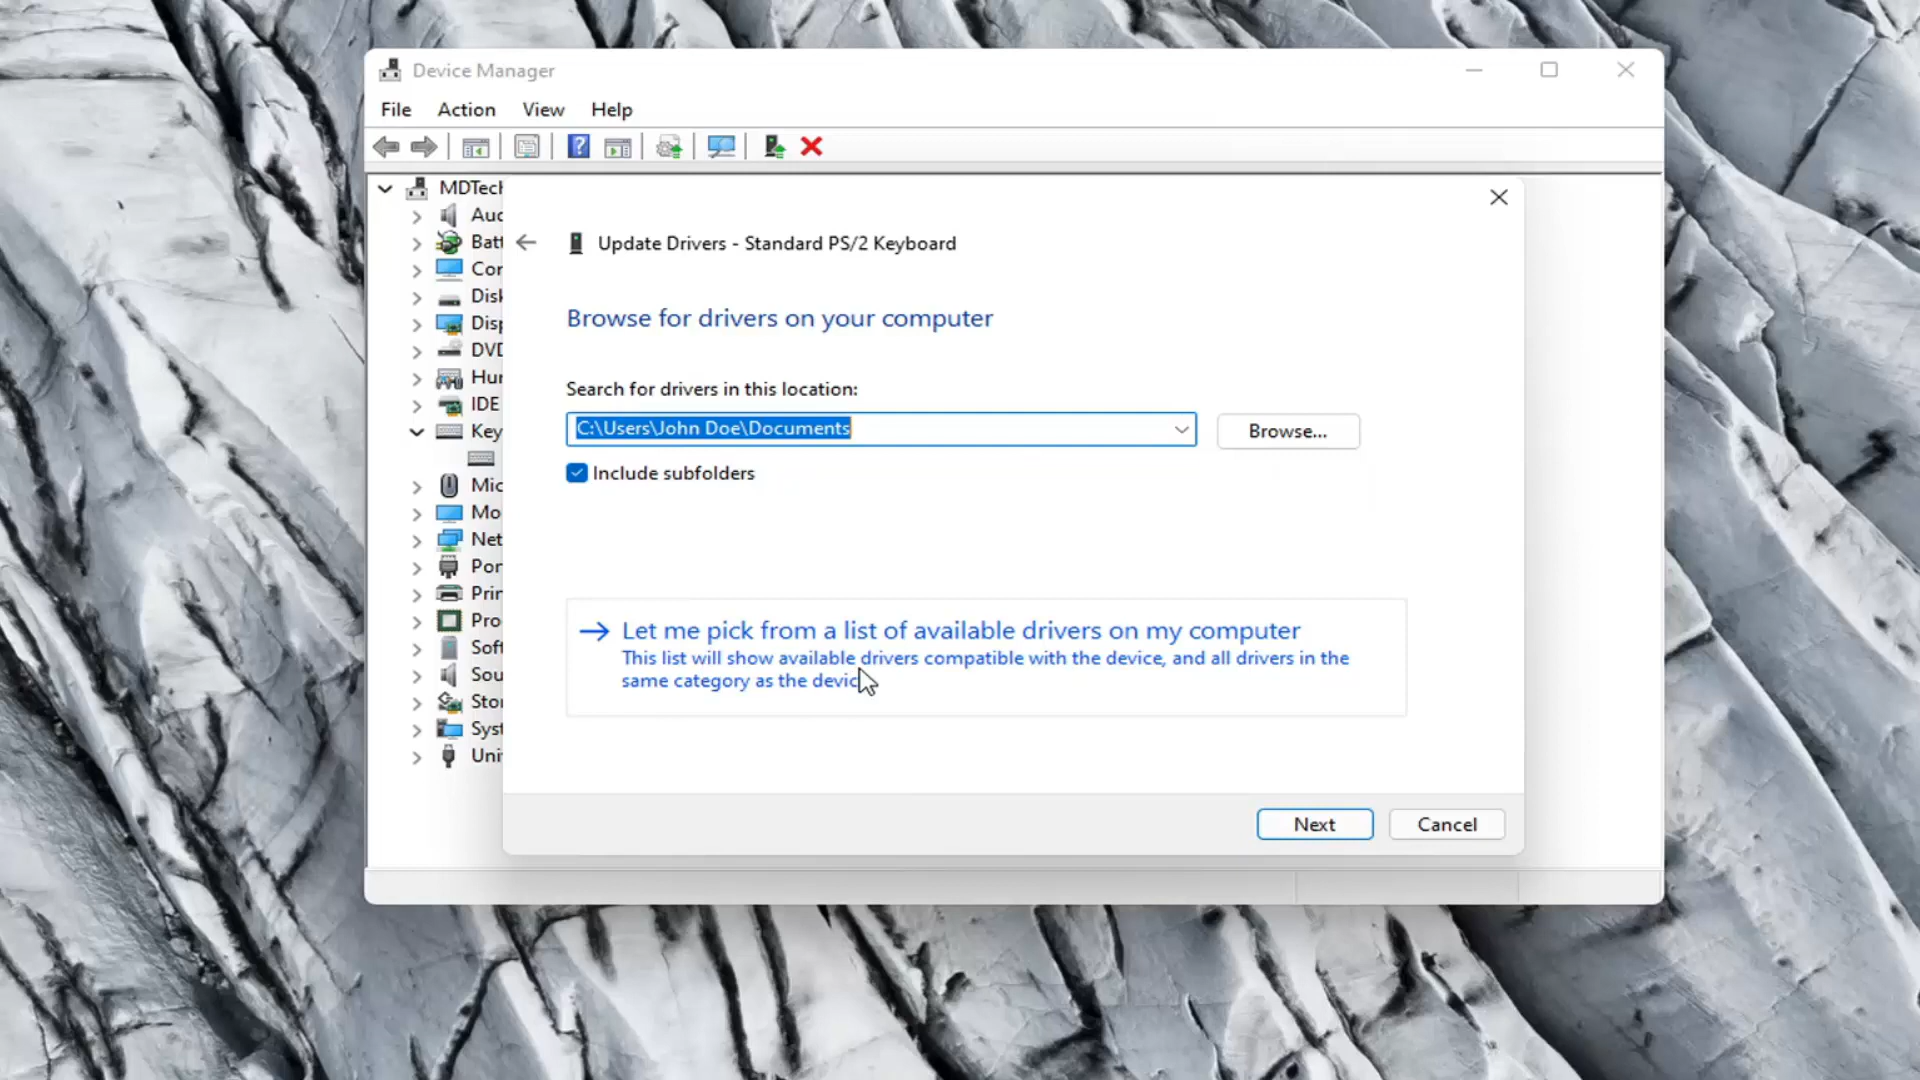 Device Manager
File Action View Help
MDTech
Aud
Batt
Con
Disk
Disp
DVD
Hun
IDE
Key
Mic
Mo
Net
Por
Prin
Pro
Soft
Sou
Stor
Syst
Uni
Update Drivers - Standard PS/2 Keyboard
Browse for drivers on your computer
Search for drivers in this location:
C:\Users\John Doe\Documents
Browse...
Include subfolders
Let me pick from a list of available drivers on my computer
This list will show available drivers compatible with the device, and all drivers in the
same category as the device.
Next Cancel